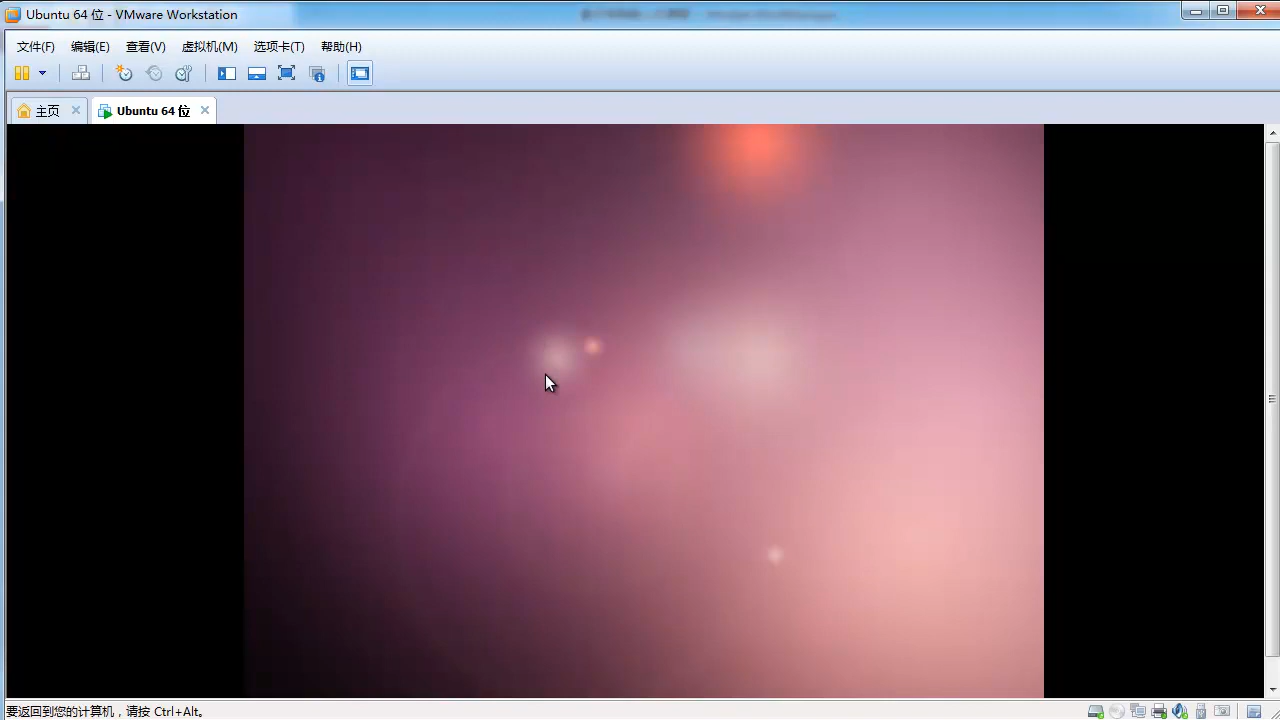 Ubuntu 64 位 - VMware Workstation
文件(F) 编辑(E) 查看(V) 虚拟机(M) 选项卡(T) 帮助(H)
主页 Ubuntu 64 位
要返回到您的计算机，请按 Ctrl+Alt。